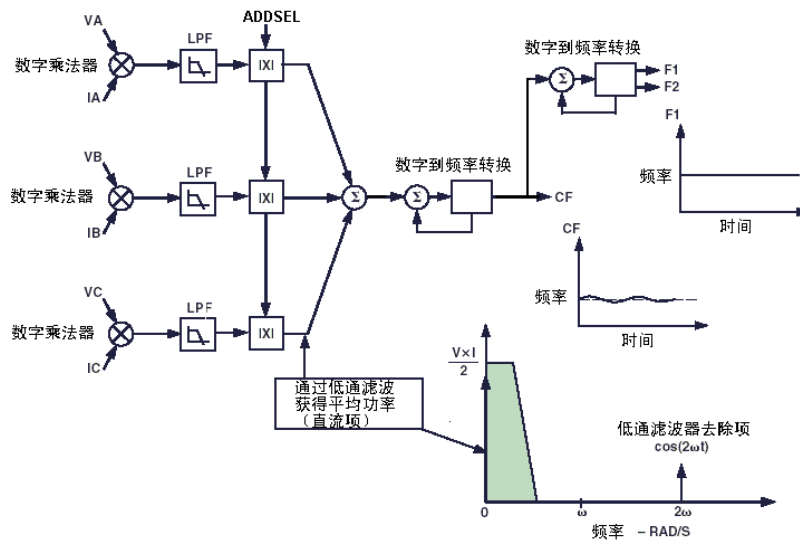 VA
数字乘法器
IA
LPF
ADDSEL
|X|
VB
数字乘法器
IB
LPF
|X|
VC
数字乘法器
IC
LPF
|X|
Σ
数字到频率转换
Σ
CF
数字到频率转换
Σ
F1
F2
F1
频率
时间
CF
频率
时间
通过低通滤波
获得平均功率
（直流项）
V×I
2
低通滤波器去除项
cos(2ωt)
0
ω
2ω
频率 – RAD/S